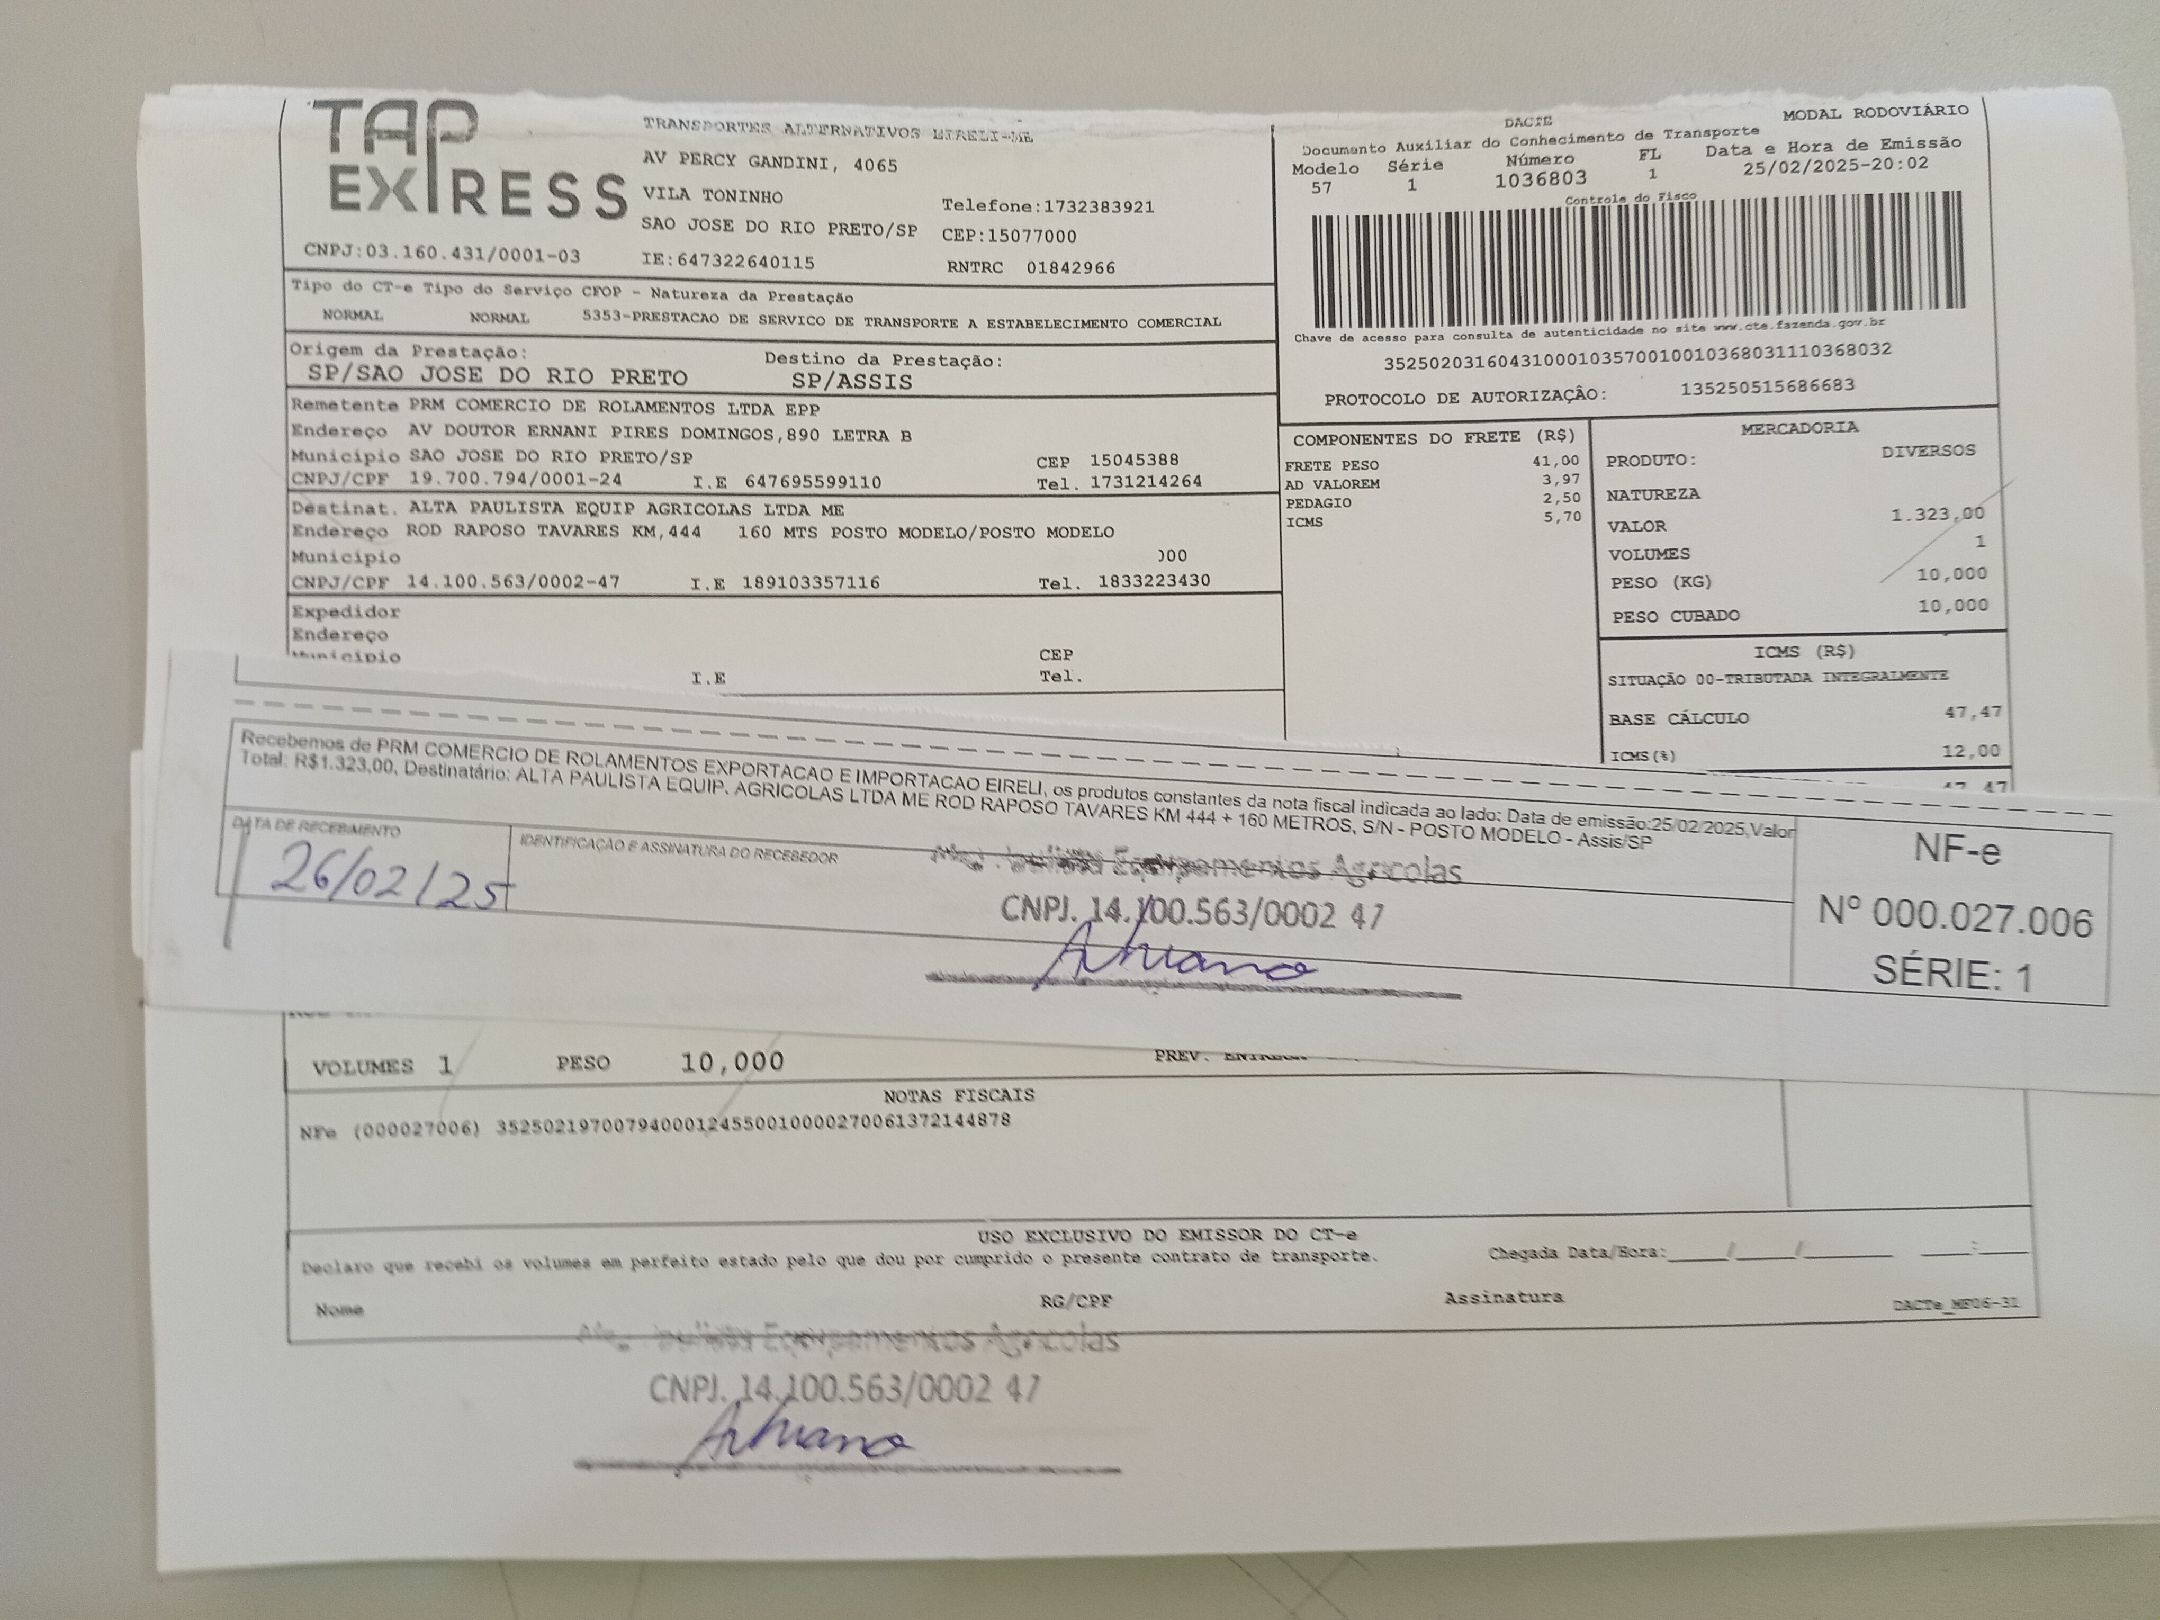 TAP
EXPRESS
TRANSPORTES ALTERNATIVOS EIRELI-ME
AV PERCY GANDINI, 4065
VILA TONINHO
Telefone:1732383921
SAO JOSE DO RIO PRETO/SP CEP:15077000
CNPJ:03.160.431/0001-03 IE:647322640115 RNTRC 01842966
DACTE MODAL RODOVIÁRIO
Documento Auxiliar do Conhecimento de Transporte
Modelo Série Número FL Data e Hora de Emissão
57 1 1036803 1 25/02/2025-20:02
Controle do Fisco
Chave de acesso para consulta de autenticidade no site www.cte.fazenda.gov.br
35250203160431000103570010010368031110368032
PROTOCOLO DE AUTORIZAÇÃO: 135250515686683
Tipo do CT-e Tipo do Serviço CFOP - Natureza da Prestação
NORMAL NORMAL 5353-PRESTACAO DE SERVICO DE TRANSPORTE A ESTABELECIMENTO COMERCIAL
Origem da Prestação: Destino da Prestação:
SP/SAO JOSE DO RIO PRETO SP/ASSIS
Remetente PRM COMERCIO DE ROLAMENTOS LTDA EPP
Endereço AV DOUTOR ERNANI PIRES DOMINGOS,890 LETRA B
Municipio SAO JOSE DO RIO PRETO/SP CEP 15045388
CNPJ/CPF 19.700.794/0001-24 I.E 647695599110 Tel. 1731214264
Destinat. ALTA PAULISTA EQUIP AGRICOLAS LTDA ME
Endereço ROD RAPOSO TAVARES KM,444 160 MTS POSTO MODELO/POSTO MODELO
Municipio 000
CNPJ/CPF 14.100.563/0002-47 I.E 189103357116 Tel. 1833223430
Expedidor
Endereço
Municipio CEP
I.E Tel.
COMPONENTES DO FRETE (R$)
FRETE PESO 41,00
AD VALOREM 3,97
PEDAGIO 2,50
ICMS 5,70
MERCADORIA
PRODUTO: DIVERSOS
NATUREZA
VALOR 1.323,00
VOLUMES 1
PESO (KG) 10,000
PESO CUBADO 10,000
ICMS (R$)
SITUAÇÃO 00-TRIBUTADA INTEGRALMENTE
BASE CÁLCULO 47,47
ICMS(%) 12,00
47,47
Recebemos de PRM COMERCIO DE ROLAMENTOS EXPORTACAO E IMPORTACAO EIRELI, os produtos constantes da nota fiscal indicada ao lado: Data de emissão:25/02/2025,Valor
Total: R$1.323,00, Destinatário: ALTA PAULISTA EQUIP. AGRICOLAS LTDA ME ROD RAPOSO TAVARES KM 444 + 160 METROS, S/N - POSTO MODELO - Assis/SP
DATA DE RECEBIMENTO IDENTIFICAÇÃO E ASSINATURA DO RECEBEDOR
26/02/25
Equipamentos Agricolas
CNPJ. 14.100.563/0002 47
NF-e
Nº 000.027.006
SÉRIE: 1
VOLUMES 1 PESO 10,000 PREV. ENTREGA
NOTAS FISCAIS
NFe (000027006) 35250219700794000124550010000270061372144878
USO EXCLUSIVO DO EMISSOR DO CT-e
Declaro que recebi os volumes em perfeito estado pelo que dou por cumprido o presente contrato de transporte. Chegada Data/Hora:____/____/____ __:__
Nome RG/CPF Assinatura DACTe_MF06-31
Equipamentos Agricolas
CNPJ. 14.100.563/0002 47